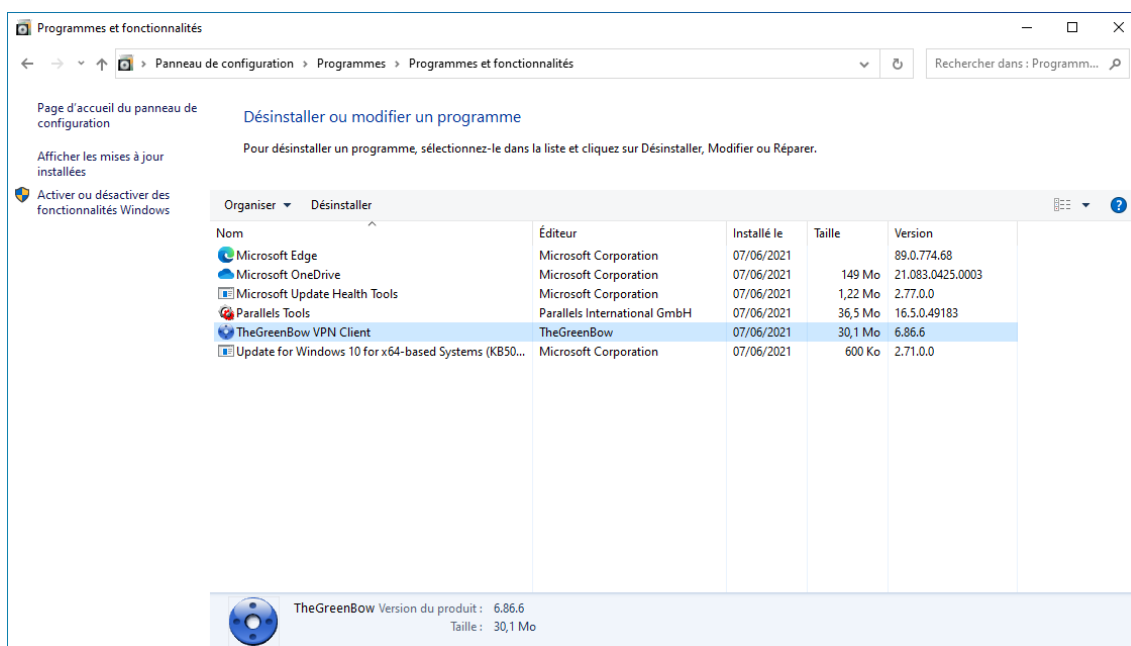 Programmes et fonctionnalités
Panneau de configuration > Programmes > Programmes et fonctionnalités
Rechercher dans : Programm...
Page d'accueil du panneau de
configuration
Afficher les mises à jour
installées
Activer ou désactiver des
fonctionnalités Windows
Désinstaller ou modifier un programme
Pour désinstaller un programme, sélectionnez-le dans la liste et cliquez sur Désinstaller, Modifier ou Réparer.
Organiser Désinstaller
Nom Éditeur Installé le Taille Version
Microsoft Edge Microsoft Corporation 07/06/2021 89.0.774.68
Microsoft OneDrive Microsoft Corporation 07/06/2021 149 Mo 21.083.0425.0003
Microsoft Update Health Tools Microsoft Corporation 07/06/2021 1,22 Mo 2.77.0.0
Parallels Tools Parallels International GmbH 07/06/2021 36,5 Mo 16.5.0.49183
TheGreenBow VPN Client TheGreenBow 07/06/2021 30,1 Mo 6.86.6
Update for Windows 10 for x64-based Systems (KB50... Microsoft Corporation 07/06/2021 600 Ko 2.71.0.0
TheGreenBow Version du produit : 6.86.6
Taille : 30,1 Mo